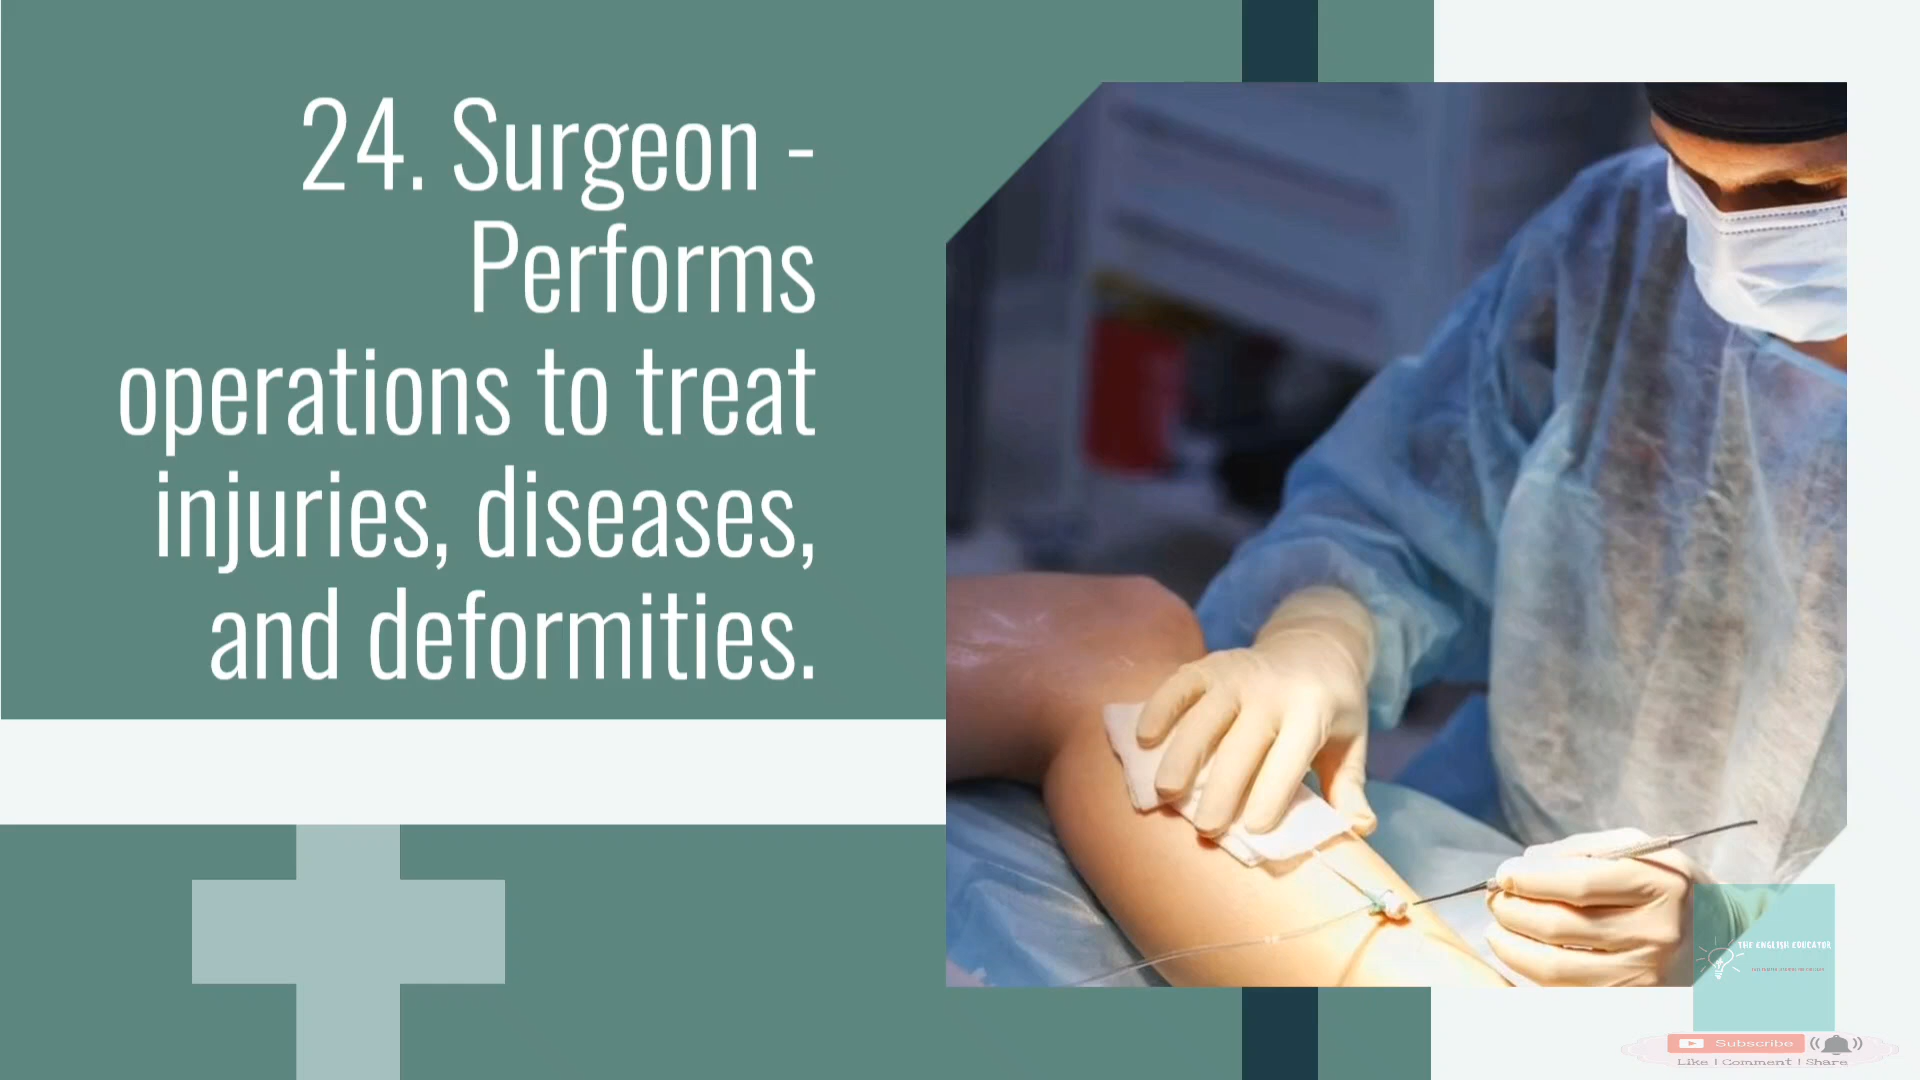 24. Surgeon -
Performs
operations to treat
injuries, diseases,
and deformities.
THE ENGLISH EDUCATOR
Subscribe
Like | Comment | Share